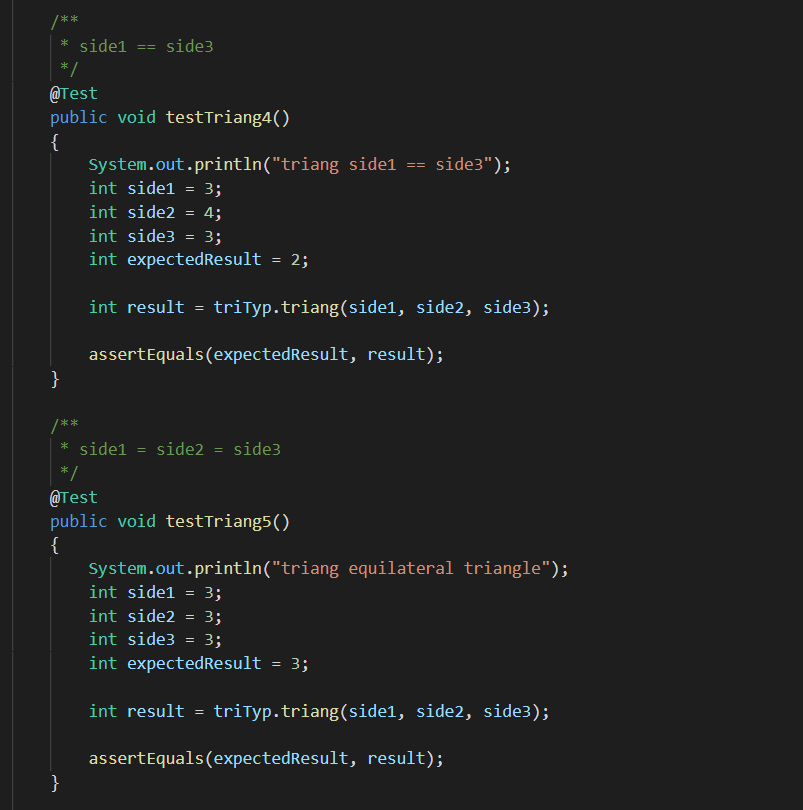 /**
* side1 == side3
*/
@Test
public void testTriang4()
{
System.out.println("triang side1 == side3");
int side1 = 3;
int side2 = 4;
int side3 = 3;
int expectedResult = 2;
int result = triTyp.triang(side1, side2, side3);
assertEquals(expectedResult, result);
}
/**
* side1 = side2 = side3
*/
@Test
public void testTriang5()
{
System.out.println("triang equilateral triangle");
int side1 = 3;
int side2 = 3;
int side3 = 3;
int expectedResult = 3;
int result = triTyp.triang(side1, side2, side3);
assertEquals(expectedResult, result);
}